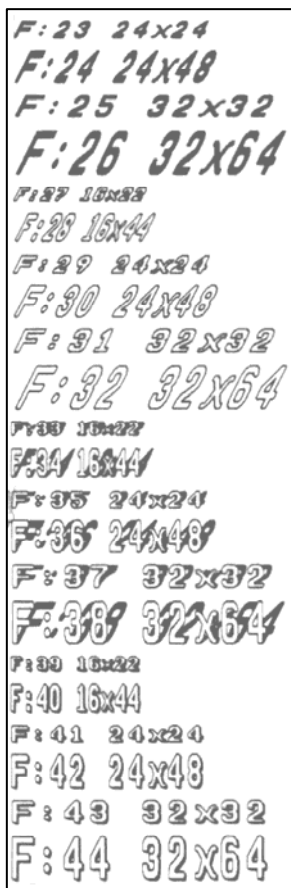 F:23 24x24
F:24 24x48
F:25 32x32
F:26 32x64
F:27 16x22
F:28 16x44
F:29 24x24
F:30 24x48
F:31 32x32
F:32 32x64
F:33 16x22
F:34 16x44
F:35 24x24
F:36 24x48
F:37 32x32
F:38 32x64
F:39 16x22
F:40 16x44
F:41 24x24
F:42 24x48
F:43 32x32
F:44 32x64